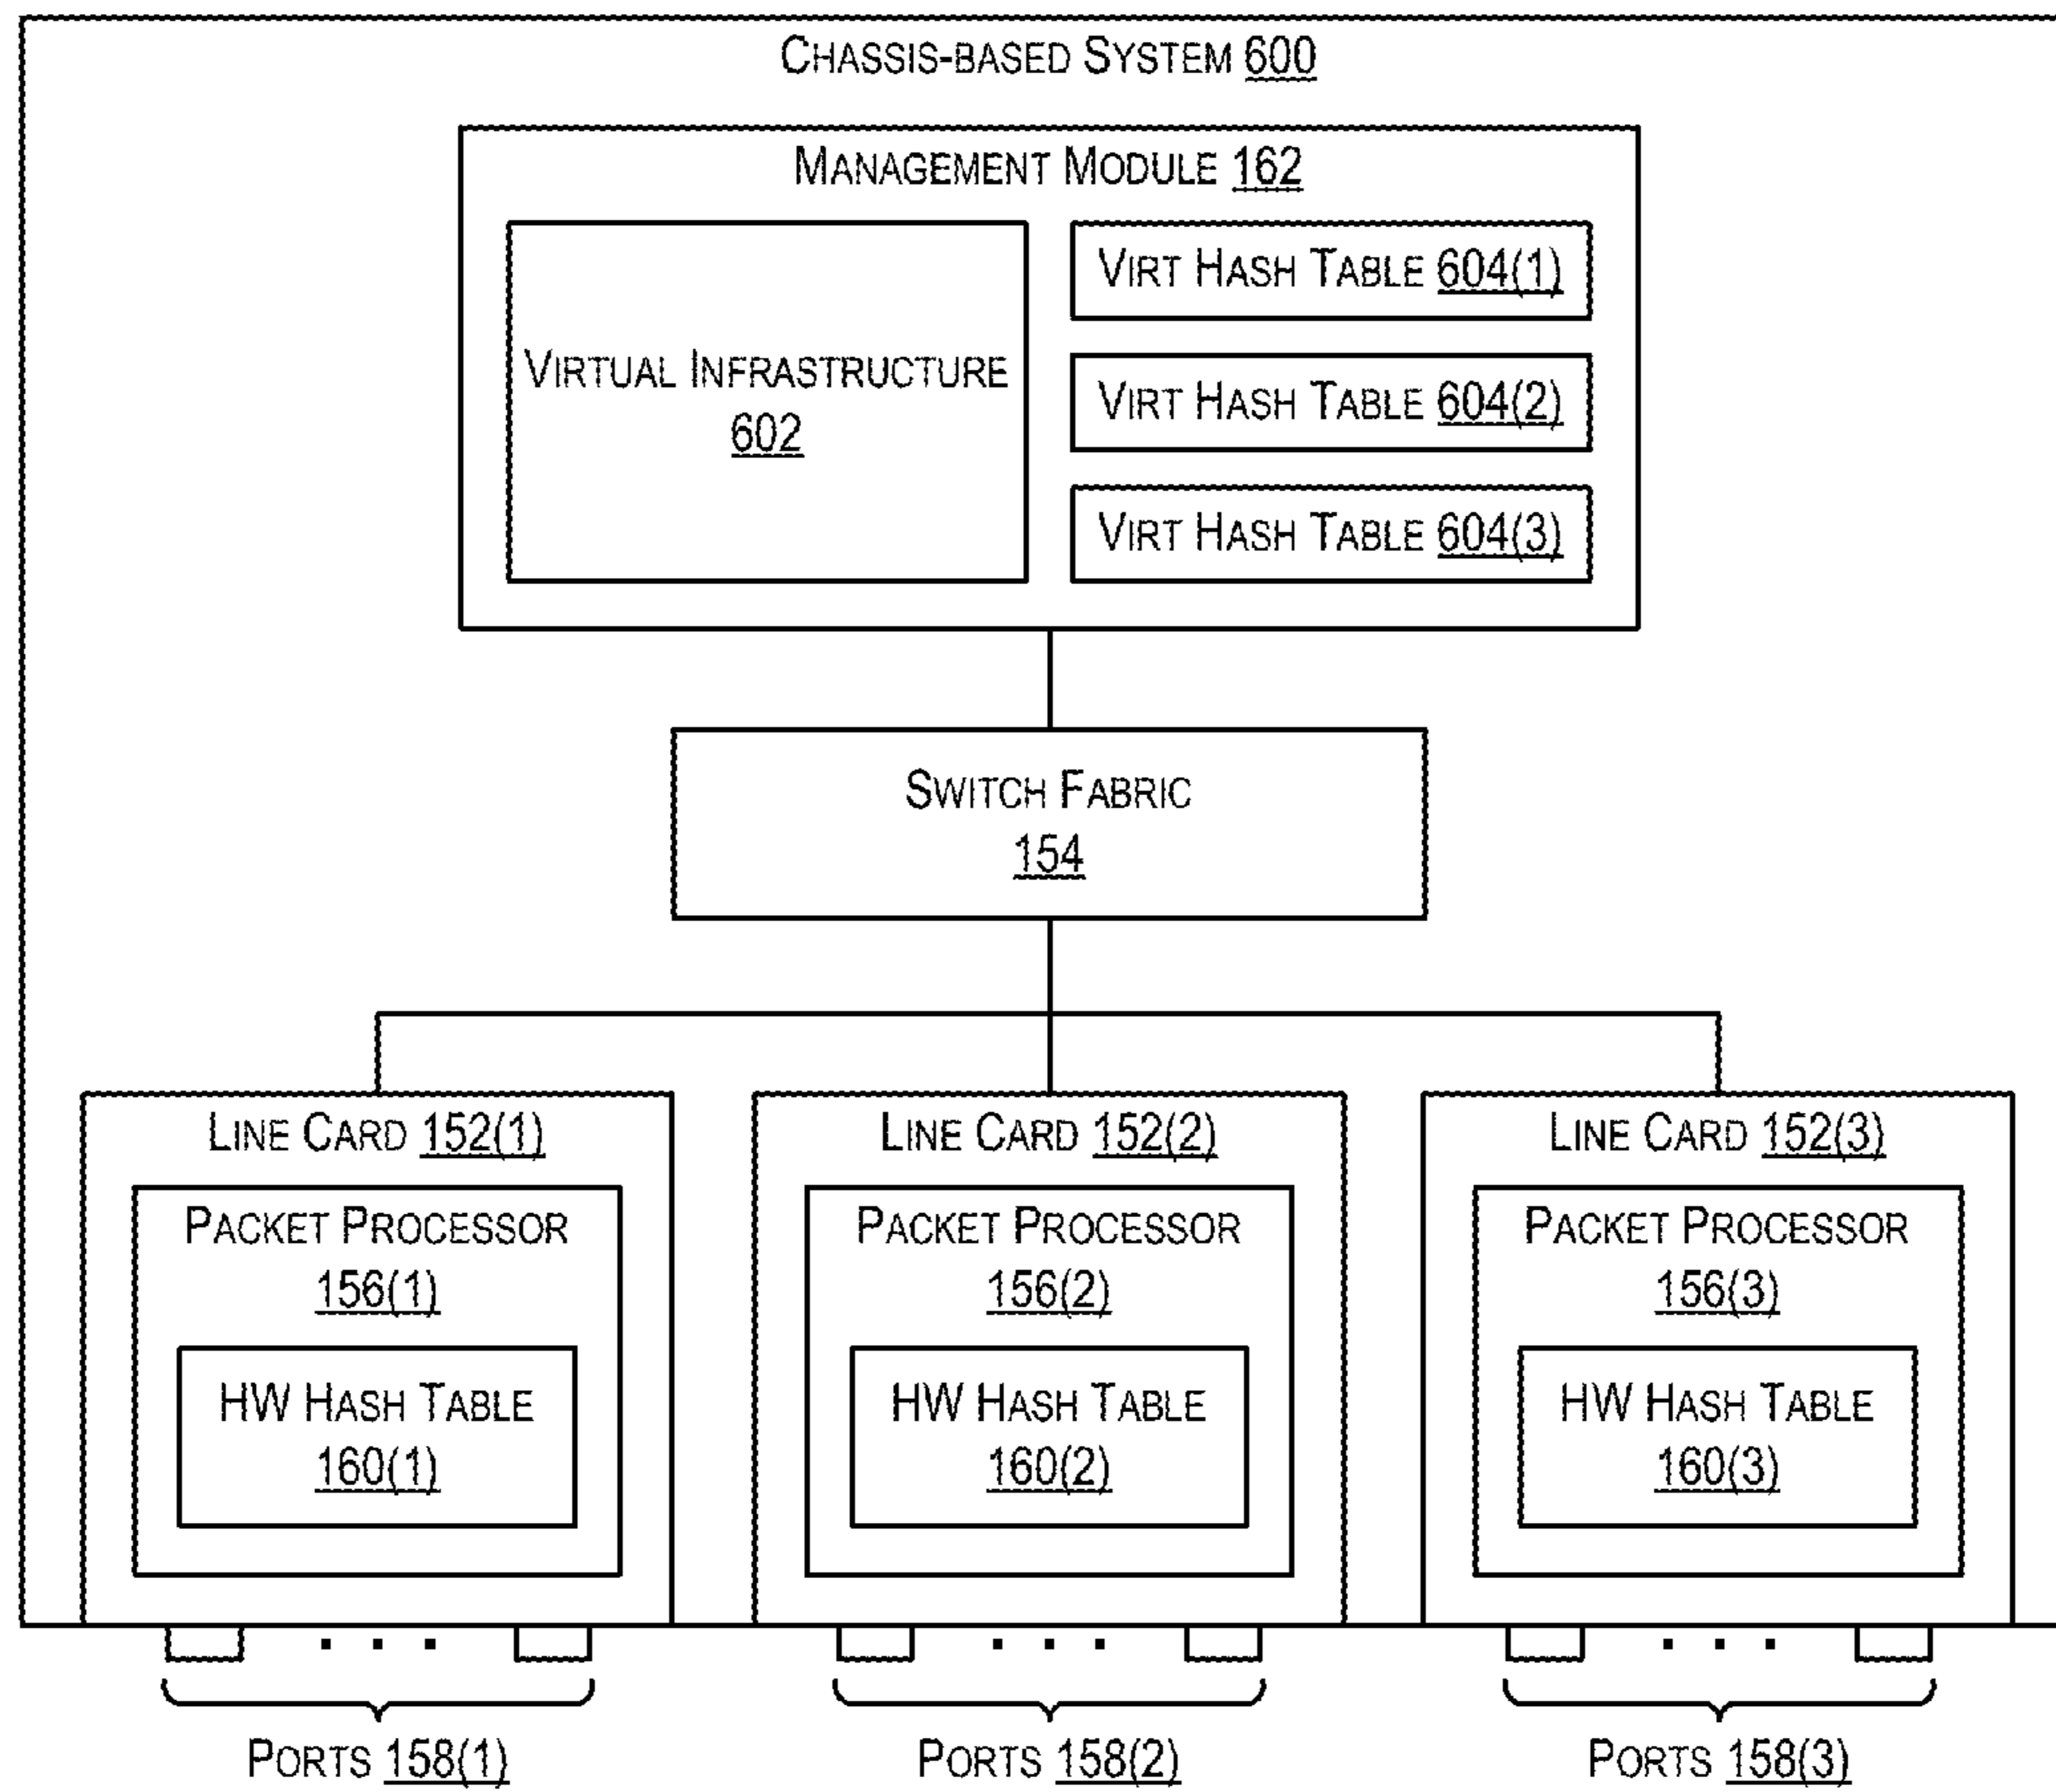 CHASSIS-BASED SYSTEM 600
MANAGEMENT MODULE 162
VIRTUAL INFRASTRUCTURE
602
VIRT HASH TABLE 604(1)
VIRT HASH TABLE 604(2)
VIRT HASH TABLE 604(3)
SWITCH FABRIC
154
LINE CARD 152(1)
PACKET PROCESSOR
156(1)
HW HASH TABLE
160(1)
PORTS 158(1)
LINE CARD 152(2)
PACKET PROCESSOR
156(2)
HW HASH TABLE
160(2)
PORTS 158(2)
LINE CARD 152(3)
PACKET PROCESSOR
156(3)
HW HASH TABLE
160(3)
PORTS 158(3)